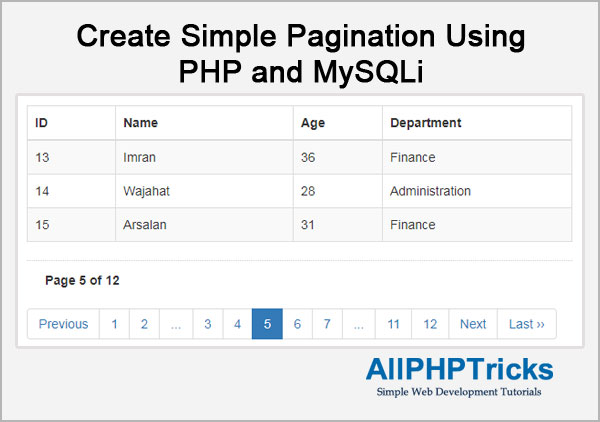 Create Simple Pagination Using
PHP and MySQLi
ID Name Age Department
13 Imran 36 Finance
14 Wajahat 28 Administration
15 Arsalan 31 Finance
Page 5 of 12
Previous 1 2 ... 3 4 5 6 7 ... 11 12 Next Last ››
AllPHPTricks
Simple Web Development Tutorials